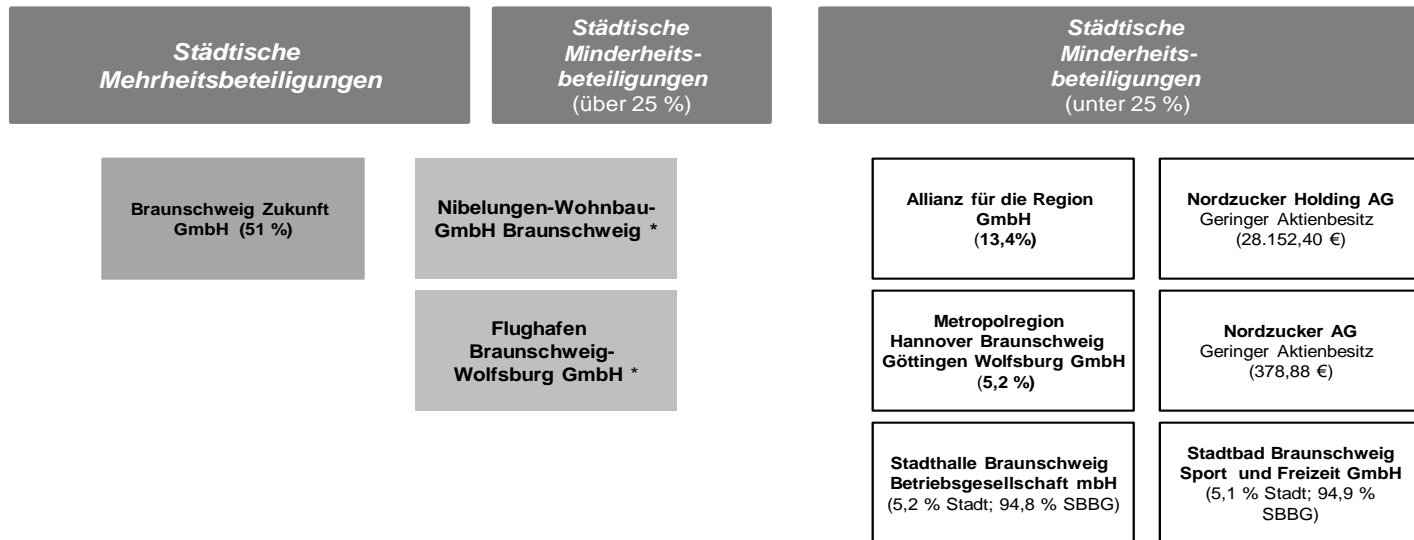 Städtische
Mehrheitsbeteiligungen
Städtische
Minderheits-
beteiligungen
(über 25 %)
Städtische
Minderheits-
beteiligungen
(unter 25 %)
Braunschweig Zukunft
GmbH (51 %)
Nibelungen-Wohnbau-
GmbH Braunschweig *
Flughafen
Braunschweig-
Wolfsburg GmbH *
Allianz für die Region
GmbH
(13,4%)
Nordzucker Holding AG
Geringer Aktienbesitz
(28.152,40 €)
Metropolregion
Hannover Braunschweig
Göttingen Wolfsburg GmbH
(5,2 %)
Nordzucker AG
Geringer Aktienbesitz
(378,88 €)
Stadthalle Braunschweig
Betriebsgesellschaft mbH
(5,2 % Stadt; 94,8 % SBBG)
Stadtbad Braunschweig
Sport und Freizeit GmbH
(5,1 % Stadt; 94,9 %
SBBG)